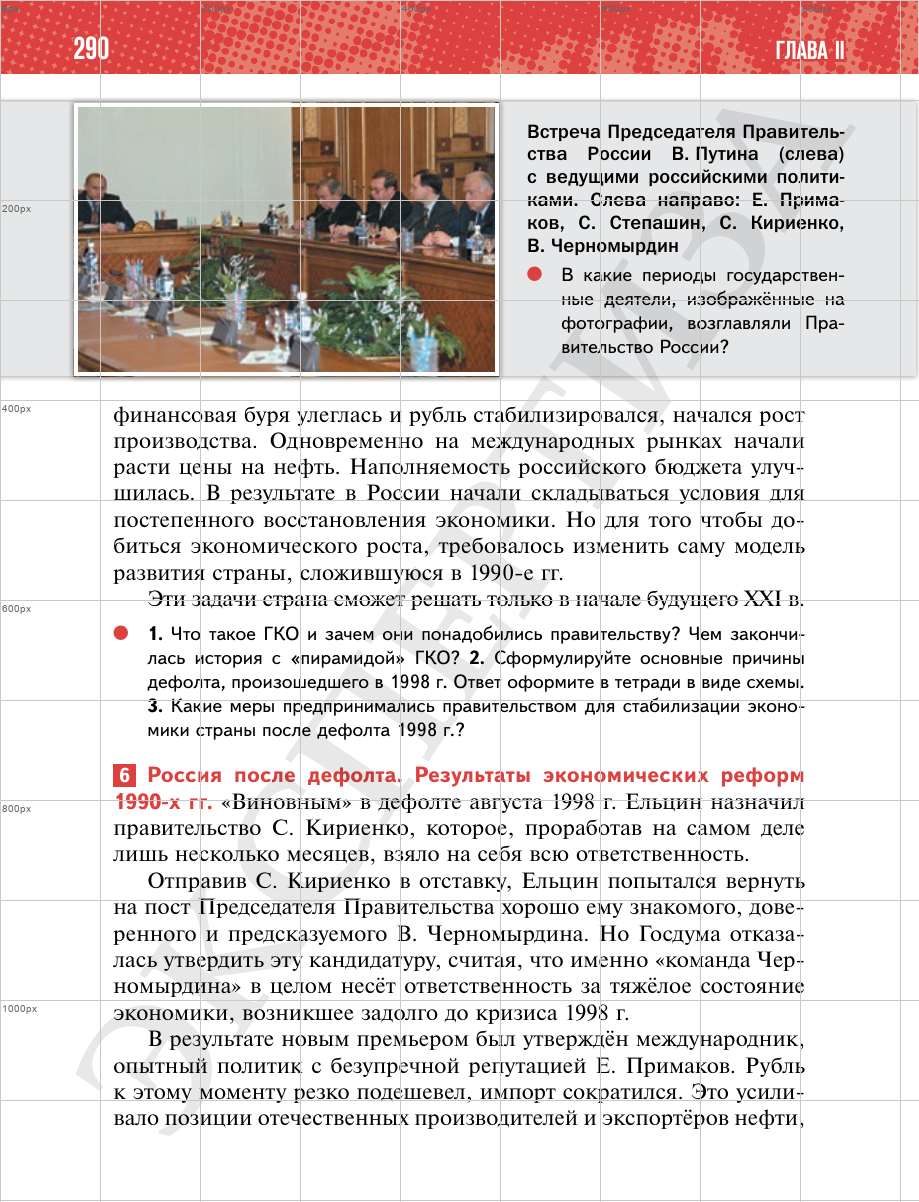 290
ГЛАВА II
Встреча Председателя Правитель-
ства России В. Путина (слева)
с ведущими российскими полити-
ками. Слева направо: Е. Прима-
ков, С. Степашин, С. Кириенко,
В. Черномырдин
В какие периоды государствен-
ные деятели, изображённые на
фотографии, возглавляли Пра-
вительство России?
финансовая буря улеглась и рубль стабилизировался, начался рост
производства. Одновременно на международных рынках начали
расти цены на нефть. Наполняемость российского бюджета улуч-
шилась. В результате в России начали складываться условия для
постепенного восстановления экономики. Но для того чтобы до-
биться экономического роста, требовалось изменить саму модель
развития страны, сложившуюся в 1990-е гг.
Эти задачи страна сможет решать только в начале будущего XXI в.
1. Что такое ГКО и зачем они понадобились правительству? Чем закончи-
лась история с «пирамидой» ГКО? 2. Сформулируйте основные причины
дефолта, произошедшего в 1998 г. Ответ оформите в тетради в виде схемы.
3. Какие меры предпринимались правительством для стабилизации эконо-
мики страны после дефолта 1998 г.?
6 Россия после дефолта. Результаты экономических реформ
1990-х гг. «Виновным» в дефолте августа 1998 г. Ельцин назначил
правительство С. Кириенко, которое, проработав на самом деле
лишь несколько месяцев, взяло на себя всю ответственность.
Отправив С. Кириенко в отставку, Ельцин попытался вернуть
на пост Председателя Правительства хорошо ему знакомого, дове-
ренного и предсказуемого В. Черномырдина. Но Госдума отказа-
лась утвердить эту кандидатуру, считая, что именно «команда Чер-
номырдина» в целом несёт ответственность за тяжёлое состояние
экономики, возникшее задолго до кризиса 1998 г.
В результате новым премьером был утверждён международник,
опытный политик с безупречной репутацией Е. Примаков. Рубль
к этому моменту резко подешевел, импорт сократился. Это усили-
вало позиции отечественных производителей и экспортёров нефти,
ЭКСПЕРТИЗА
200px
400px
600px
800px
1000px